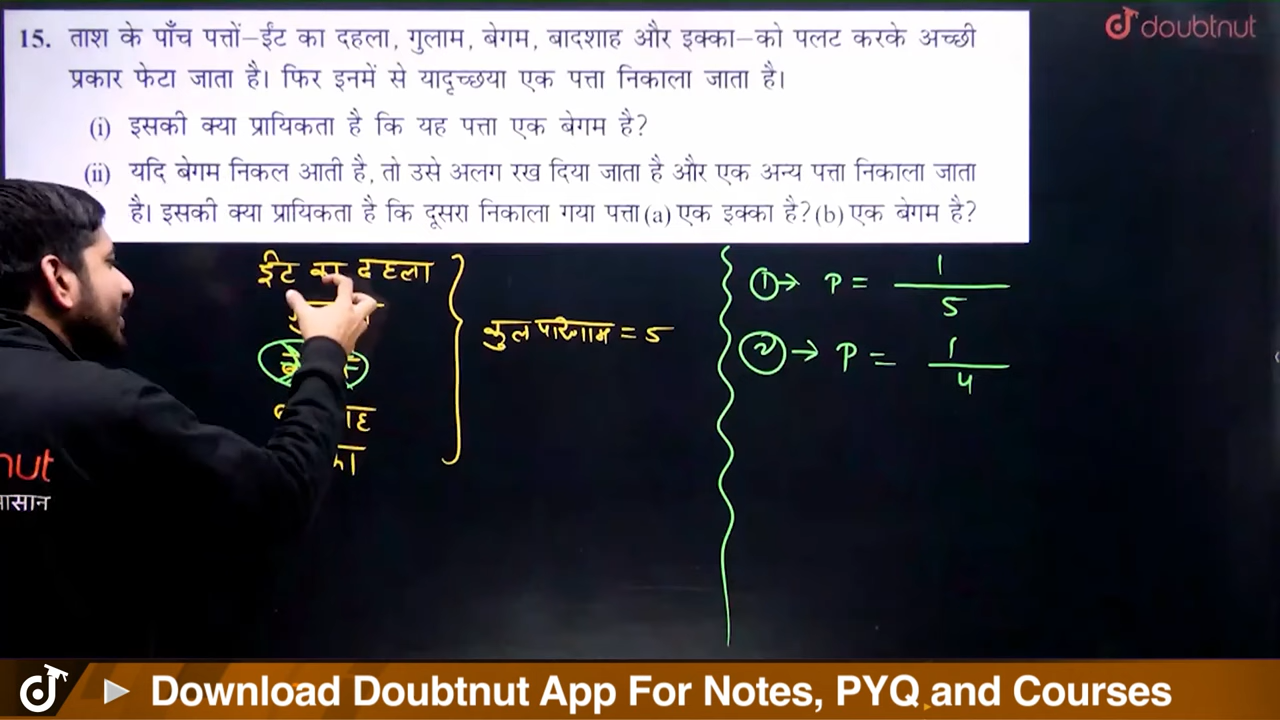 15. ताश के पाँच पत्तों–ईंट का दहला, गुलाम, बेगम, बादशाह और इक्का–को पलट करके अच्छी
doubtnut
प्रकार फेटा जाता है। फिर इनमें से यादृच्छया एक पत्ता निकाला जाता है।
(i) इसकी क्या प्रायिकता है कि यह पत्ता एक बेगम है?
(ii) यदि बेगम निकल आती है, तो उसे अलग रख दिया जाता है और एक अन्य पत्ता निकाला जाता
है। इसकी क्या प्रायिकता है कि दूसरा निकाला गया पत्ता (a) एक इक्का है? (b) एक बेगम है?
ईंट का दहला
कुल परिणाम = 5
① → P = 1/5
② → P = 1/4
nut
Download Doubtnut App For Notes, PYQ and Courses